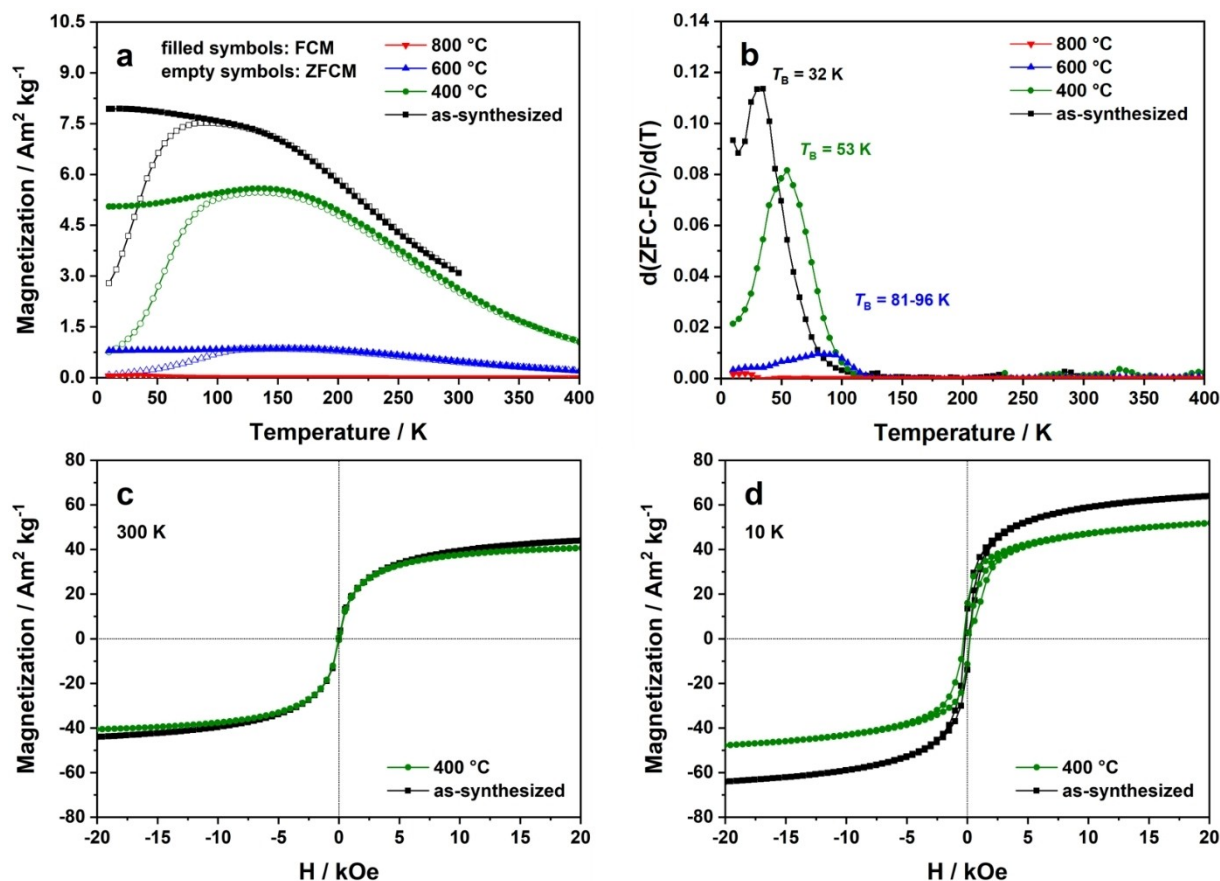 10.5
9.0
7.5
6.0
4.5
3.0
1.5
0.0
Magnetization / Am² kg⁻¹
a
filled symbols: FCM
empty symbols: ZFCM
800 °C
600 °C
400 °C
as-synthesized
0 50 100 150 200 250 300 350 400
Temperature / K
0.14
0.12
0.10
0.08
0.06
0.04
0.02
0.00
d(ZFC-FC)/d(T)
b
800 °C
600 °C
400 °C
as-synthesized
T_B = 32 K
T_B = 53 K
T_B = 81-96 K
0 50 100 150 200 250 300 350 400
Temperature / K
80
60
40
20
0
-20
-40
-60
-80
Magnetization / Am² kg⁻¹
c
300 K
400 °C
as-synthesized
-20 -15 -10 -5 0 5 10 15 20
H / kOe
80
60
40
20
0
-20
-40
-60
-80
Magnetization / Am² kg⁻¹
d
10 K
400 °C
as-synthesized
-20 -15 -10 -5 0 5 10 15 20
H / kOe